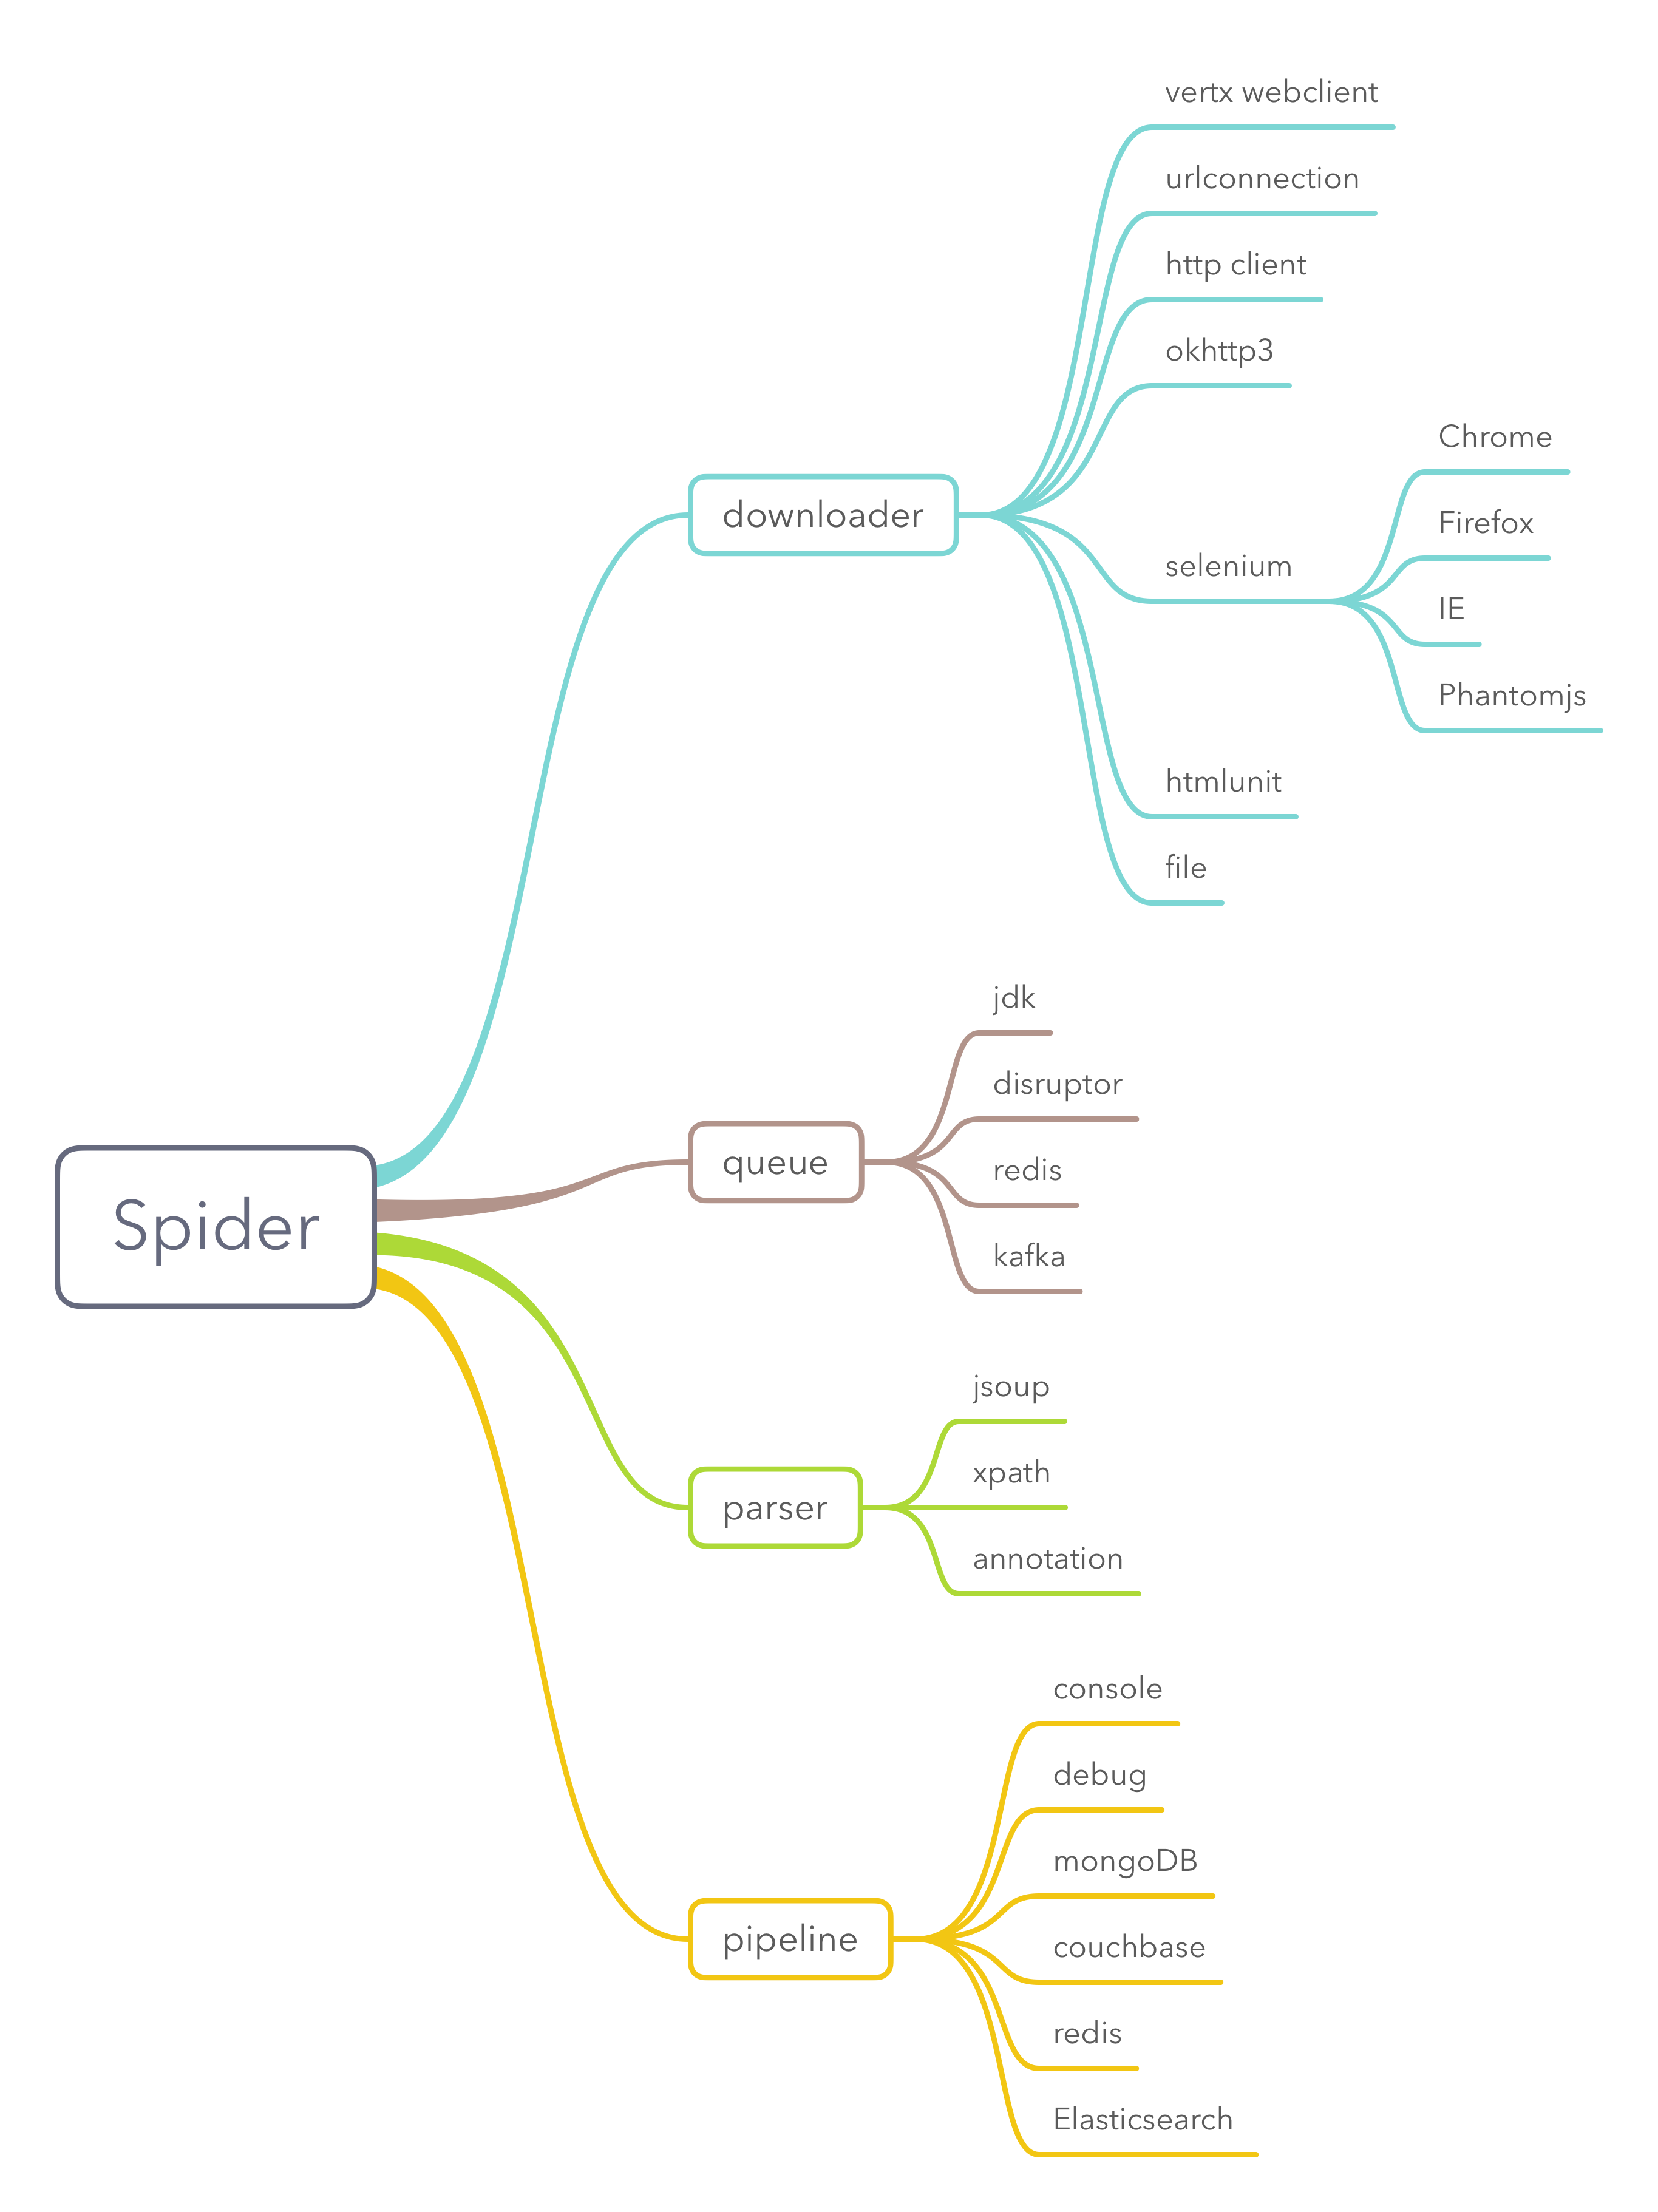 Spider
downloader
vertx webclient
urlconnection
http client
okhttp3
selenium
Chrome
Firefox
IE
Phantomjs
htmlunit
file
queue
jdk
disruptor
redis
kafka
parser
jsoup
xpath
annotation
pipeline
console
debug
mongoDB
couchbase
redis
Elasticsearch